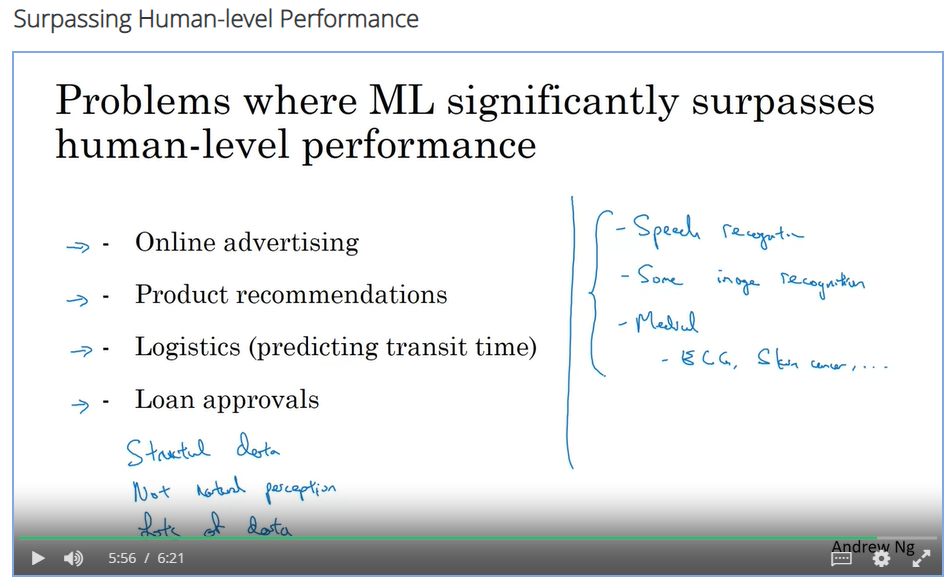 Surpassing Human-level Performance
Problems where ML significantly surpasses
human-level performance
- Online advertising
- Product recommendations
- Logistics (predicting transit time)
- Loan approvals
data
Not natural perception
Lots of data
- Speech recognition
- Some image recognition
- Medical
- ECG, Skin cancer, ....
Andrew Ng
5:56 / 6:21